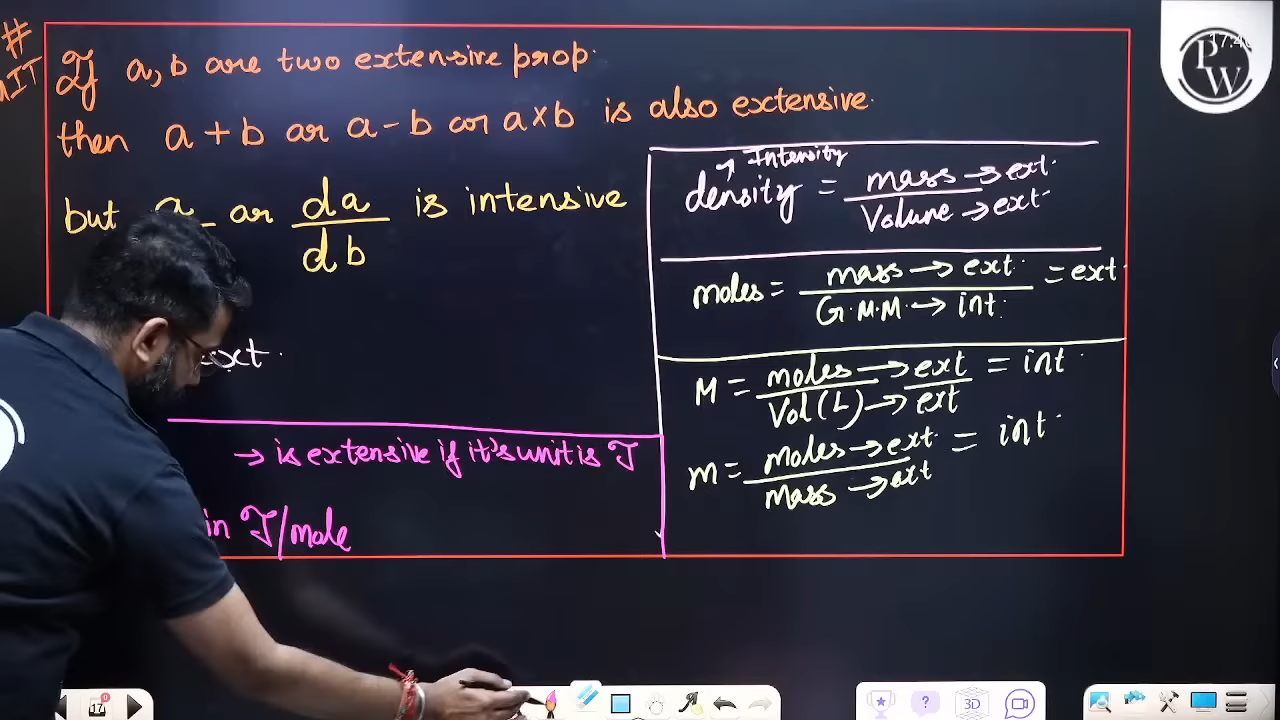 #
If a, b are two extensive prop.
then a + b or a - b or a × b is also extensive.
but a or da/db is intensive
ext.
→ is extensive if it's unit is J
in J/mole
→ Intensity
density = mass → ext. / Volume → ext.
moles = mass → ext. / G.M.M. → int. = ext.
M = moles → ext / Vol (L) → ext = int.
m = moles → ext. / mass → ext = int.
PW
17
3D